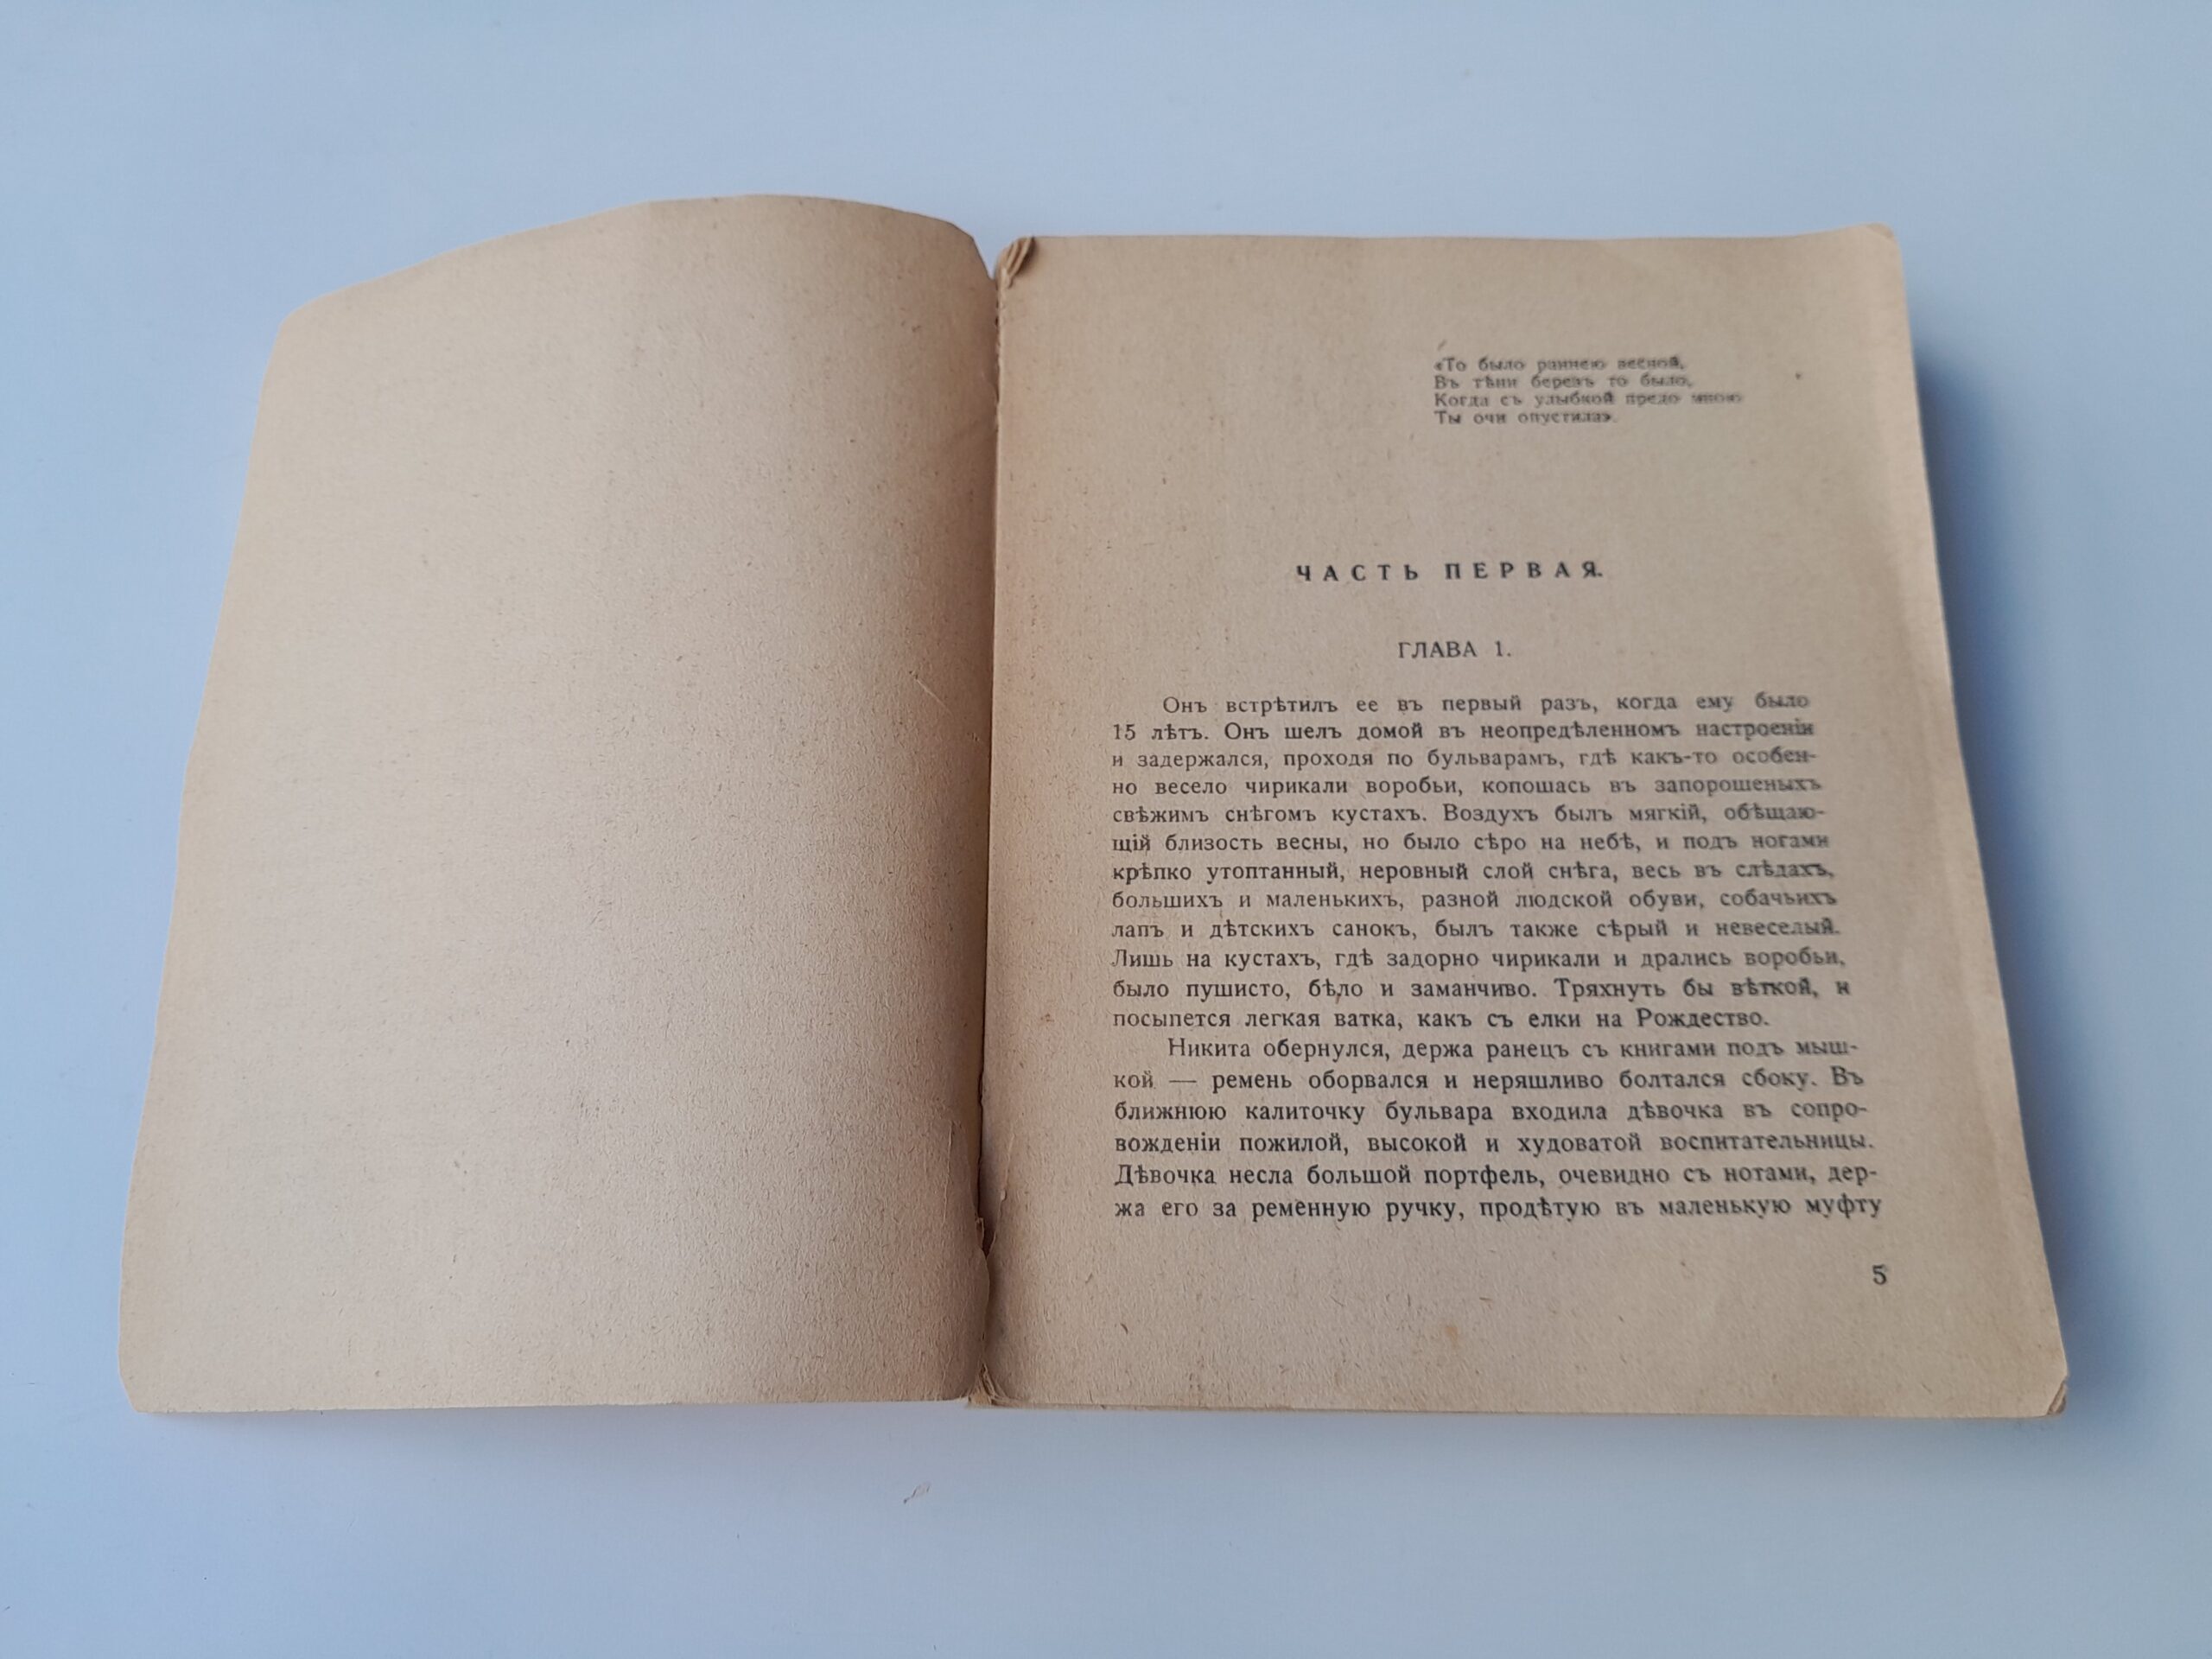 «То было раннею весной,
Въ тѣни березъ то было,
Когда съ улыбкой предо мною
Ты очи опустила».
ЧАСТЬ ПЕРВАЯ.
ГЛАВА 1.
Онъ встрѣтилъ ее въ первый разъ, когда ему было
15 лѣтъ. Онъ шелъ домой въ неопредѣленномъ настроеніи
и задержался, проходя по бульварамъ, гдѣ какъ-то особен-
но весело чирикали воробьи, копошась въ запорошеныхъ
свѣжимъ снѣгомъ кустахъ. Воздухъ былъ мягкій, обѣщаю-
щій близость весны, но было сѣро на небѣ, и подъ ногами
крѣпко утоптанный, неровный слой снѣга, весь въ слѣдахъ,
большихъ и маленькихъ, разной людской обуви, собачьихъ
лапъ и дѣтскихъ санокъ, былъ также сѣрый и невеселый.
Лишь на кустахъ, гдѣ задорно чирикали и дрались воробьи,
было пушисто, бѣло и заманчиво. Тряхнуть бы вѣткой, и
посыпется легкая ватка, какъ съ елки на Рождество.
Никита обернулся, держа ранецъ съ книгами подъ мыш-
кой — ремень оборвался и неряшливо болтался сбоку. Въ
ближнюю калиточку бульвара входила дѣвочка въ сопро-
вожденіи пожилой, высокой и худоватой воспитательницы.
Дѣвочка несла большой портфель, очевидно съ нотами, дер-
жа его за ременную ручку, продѣтую въ маленькую муфту
5